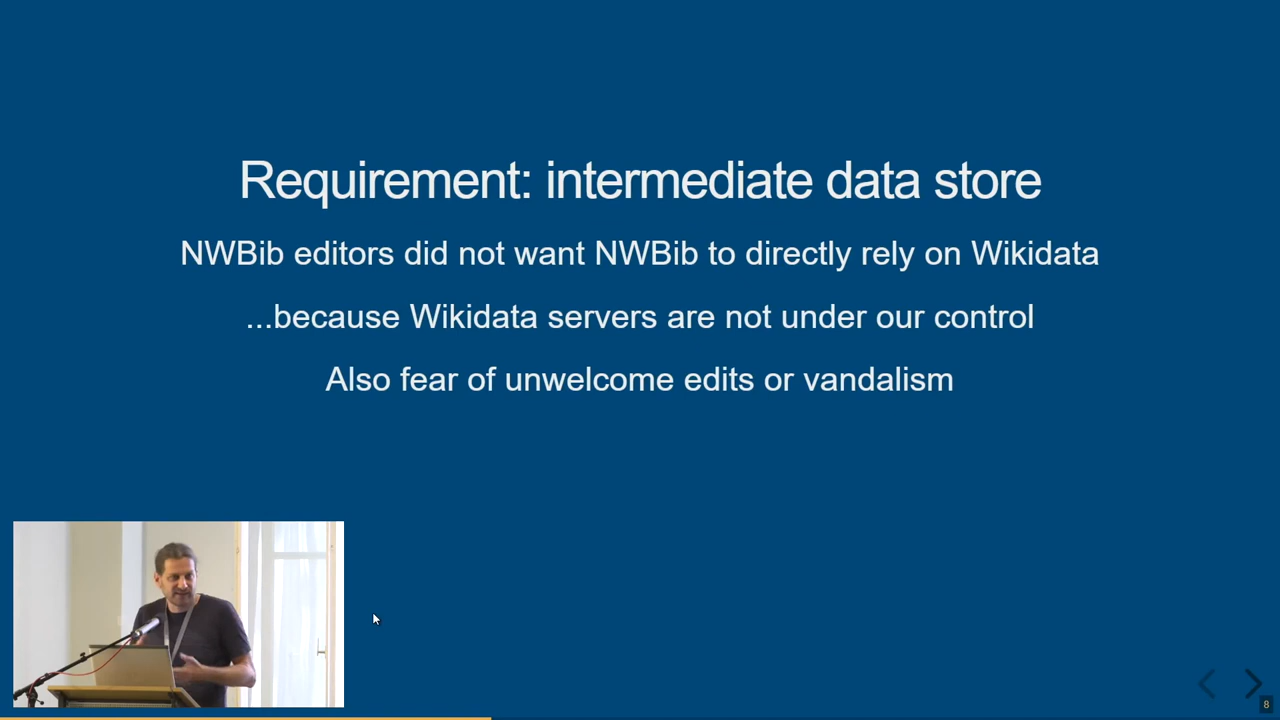 Requirement: intermediate data store
NWBib editors did not want NWBib to directly rely on Wikidata
...because Wikidata servers are not under our control
Also fear of unwelcome edits or vandalism
8